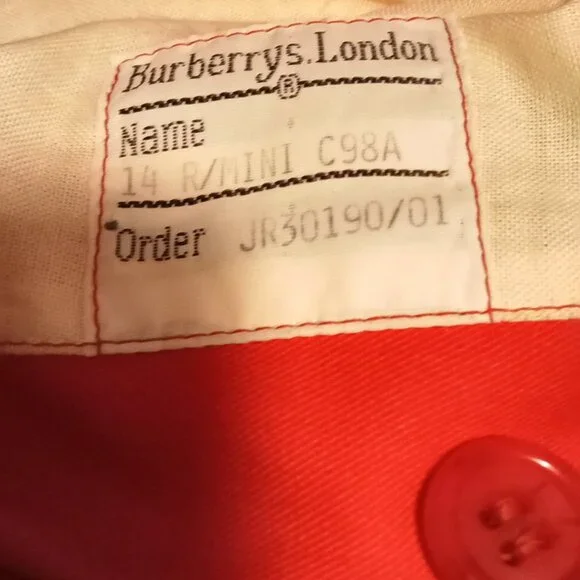 Burberrys.London
®
Name
14 R/MINI C98A
Order JR30190/01